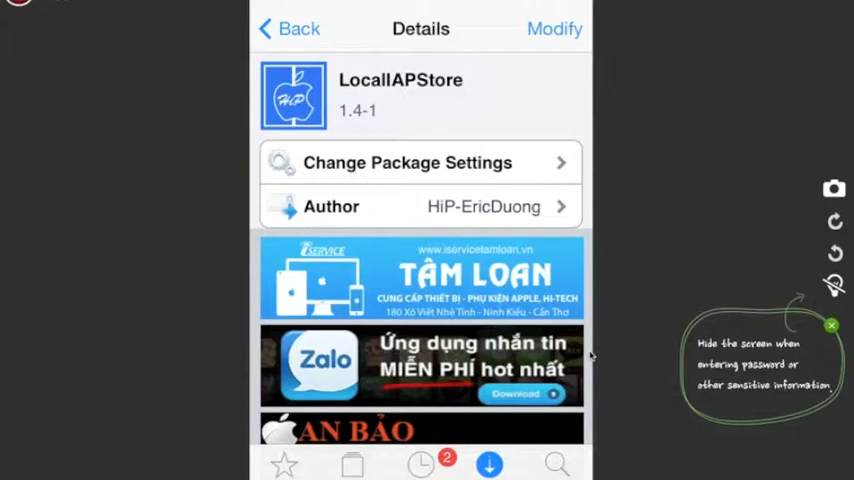 Back
Details
Modify
HiP
LocalIAPStore
1.4-1
Change Package Settings
Author
HiP-EricDuong
iSERVICE
www.iservicetamloan.vn
TÂM LOAN
CUNG CẤP THIẾT BỊ - PHỤ KIỆN APPLE, HI-TECH
180 Xô Viết Nghệ Tĩnh - Ninh Kiều - Cần Thơ
Zalo
Ứng dụng nhắn tin
MIỄN PHÍ hot nhất
Download
AN BẢO
2
Hide the screen when
entering password or
other sensitive information.